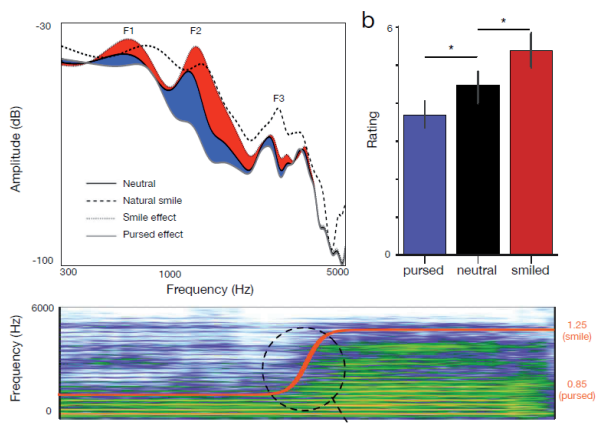 -30
F1
F2
F3
Amplitude (dB)
Neutral
Natural smile
Smile effect
Pursed effect
-100
300
1000
5000
Frequency (Hz)
b
6
*
*
Rating
0
pursed
neutral
smiled
6000
Frequency (Hz)
0
1.25
(smile)
0.85
(pursed)